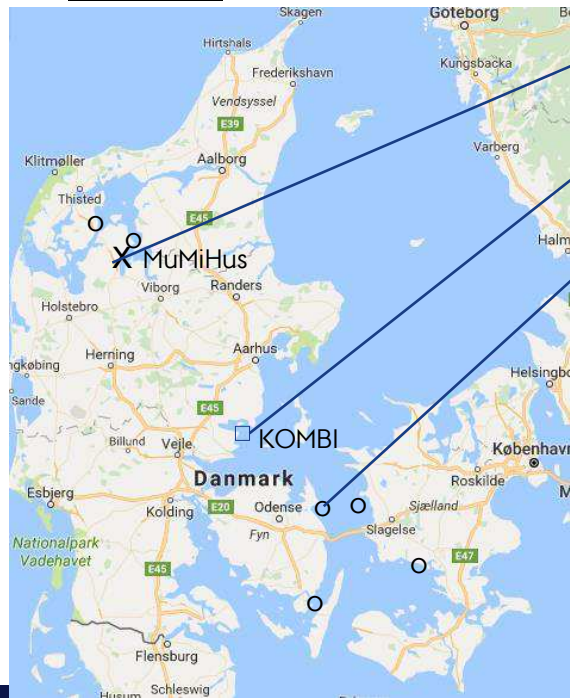 Skagen
Göteborg
Hirtshals
Kungsbacka
Frederikshavn
Vendsyssel
E39
Varberg
Klitmøller
Aalborg
Thisted
E45
O
O
X MuMiHus
Halm
Viborg
Randers
Holstebro
Aarhus
Herning
ngkøbing
Helsingb
Sande
E45
KOMBI
Billund
Vejle
København
Danmark
Roskilde
Esbjerg
Kolding
E20
Odense
O
O
Sjælland
M
Slagelse
Fyn
Nationalpark
Vadehavet
E45
E47
O
O
Flensburg
Husum
Schleswig